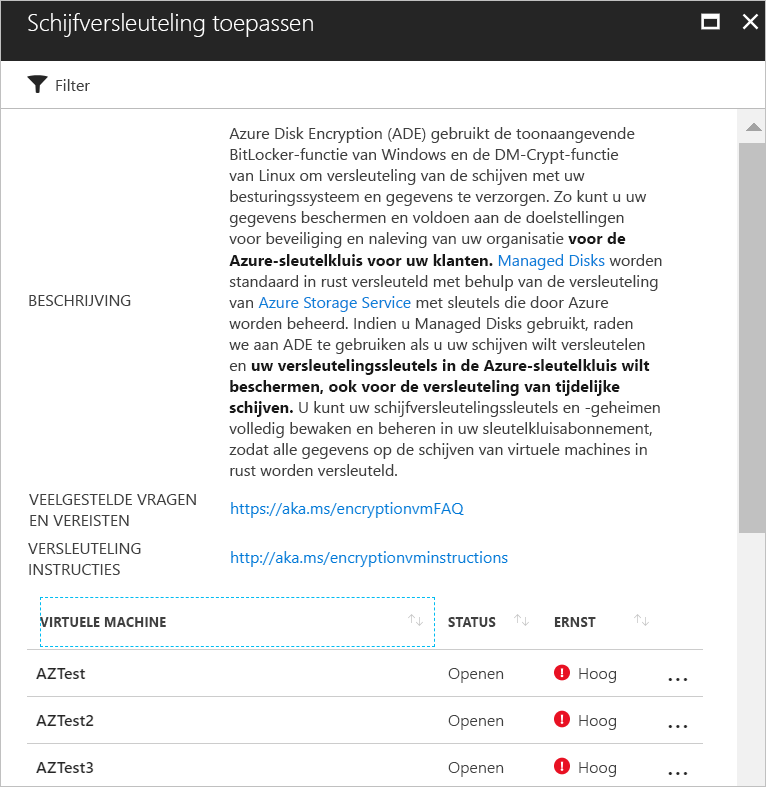 Schijfversleuteling toepassen
Filter
BESCHRIJVING
Azure Disk Encryption (ADE) gebruikt de toonaangevende
BitLocker-functie van Windows en de DM-Crypt-functie
van Linux om versleuteling van de schijven met uw
besturingssysteem en gegevens te verzorgen. Zo kunt u uw
gegevens beschermen en voldoen aan de doelstellingen
voor beveiliging en naleving van uw organisatie voor de
Azure-sleutelkluis voor uw klanten. Managed Disks worden
standaard in rust versleuteld met behulp van de versleuteling
van Azure Storage Service met sleutels die door Azure
worden beheerd. Indien u Managed Disks gebruikt, raden
we aan ADE te gebruiken als u uw schijven wilt versleutelen
en uw versleutelingssleutels in de Azure-sleutelkluis wilt
beschermen, ook voor de versleuteling van tijdelijke
schijven. U kunt uw schijfversleutelingssleutels en -geheimen
volledig bewaken en beheren in uw sleutelkluisabonnement,
zodat alle gegevens op de schijven van virtuele machines in
rust worden versleuteld.
VEELGESTELDE VRAGEN
EN VEREISTEN
https://aka.ms/encryptionvmFAQ
VERSLEUTELING
INSTRUCTIES
http://aka.ms/encryptionvminstructions
VIRTUELE MACHINE STATUS ERNST
AZTest Openen Hoog ...
AZTest2 Openen Hoog ...
AZTest3 Openen Hoog ...